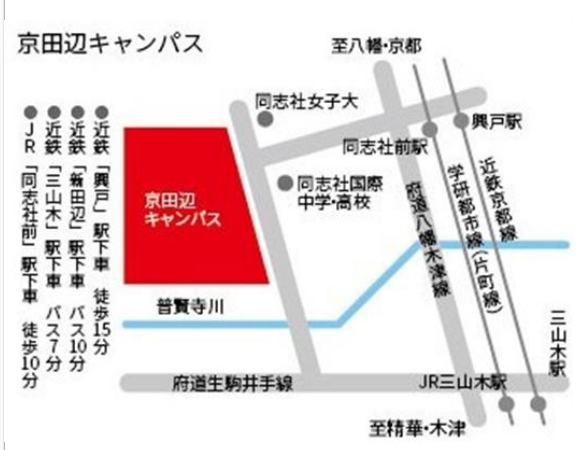 京田辺キャンパス
至八幡・京都
●近鉄「興戸」駅下車　徒歩15分
●近鉄「新田辺」駅下車　バス10分
●近鉄「三山木」駅下車　バス7分
●JR「同志社前」駅下車　徒歩10分
同志社女子大
興戸駅
同志社前駅
同志社国際
中学・高校
京田辺
キャンパス
府道八幡木津線
学研都市線(片町線)
近鉄京都線
普賢寺川
三山木駅
府道生駒井手線
JR三山木駅
至精華・木津